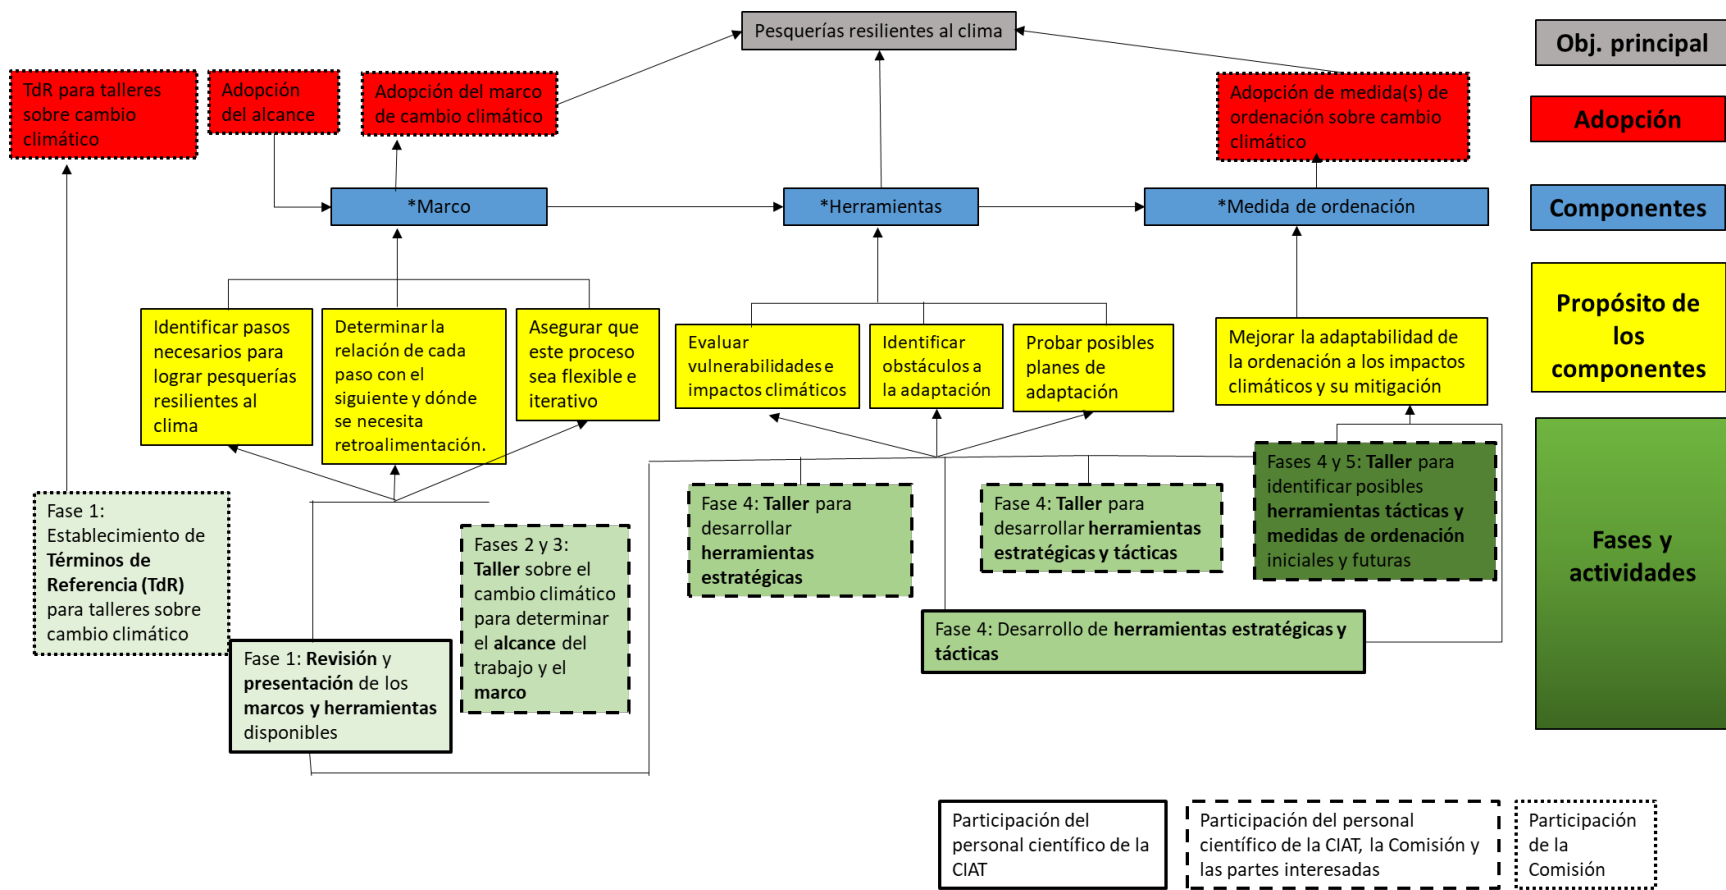 Pesquerías resilientes al clima
Obj. principal
TdR para talleres
sobre cambio
climático
Adopción
del alcance
Adopción del marco
de cambio climático
Adopción de medida(s) de
ordenación sobre cambio
climático
Adopción
*Marco
*Herramientas
*Medida de ordenación
Componentes
Identificar pasos
necesarios para
lograr pesquerías
resilientes al
clima
Determinar la
relación de cada
paso con el
siguiente y dónde
se necesita
retroalimentación.
Asegurar que
este proceso
sea flexible e
iterativo
Evaluar
vulnerabilidades e
impactos climáticos
Identificar
obstáculos a
la adaptación
Probar posibles
planes de
adaptación
Mejorar la adaptabilidad de
la ordenación a los impactos
climáticos y su mitigación
Propósito de
los
componentes
Fase 1:
Establecimiento de
Términos de
Referencia (TdR)
para talleres sobre
cambio climático
Fase 1: Revisión y
presentación de los
marcos y herramientas
disponibles
Fases 2 y 3:
Taller sobre el
cambio climático
para determinar
el alcance del
trabajo y el
marco
Fase 4: Taller para
desarrollar
herramientas
estratégicas
Fase 4: Taller para
desarrollar herramientas
estratégicas y tácticas
Fases 4 y 5: Taller para
identificar posibles
herramientas tácticas y
medidas de ordenación
iniciales y futuras
Fase 4: Desarrollo de herramientas estratégicas y
tácticas
Fases y
actividades
Participación del
personal científico de la
CIAT
Participación del personal
científico de la CIAT, la Comisión y
las partes interesadas
Participación
de la
Comisión